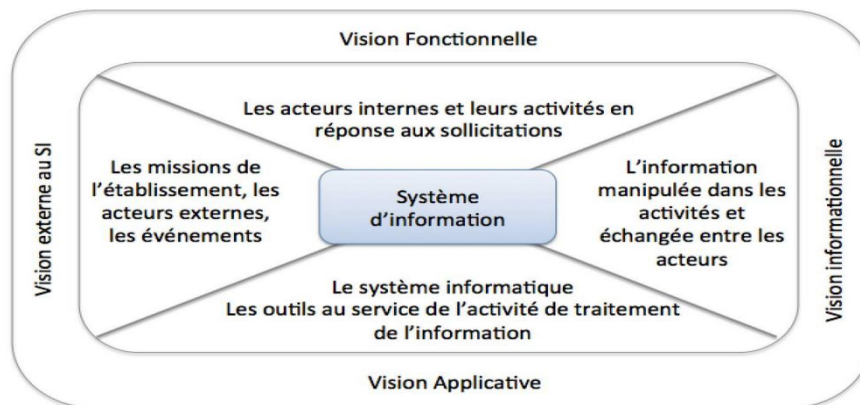 Vision Fonctionnelle
Les acteurs internes et leurs activités en
réponse aux sollicitations
Vision externe au SI
Les missions de
l'établissement, les
acteurs externes,
les événements
Système
d'information
L'information
manipulée dans les
activités et
échangée entre les
acteurs
Vision informationnelle
Le système informatique
Les outils au service de l'activité de traitement
de l'information
Vision Applicative